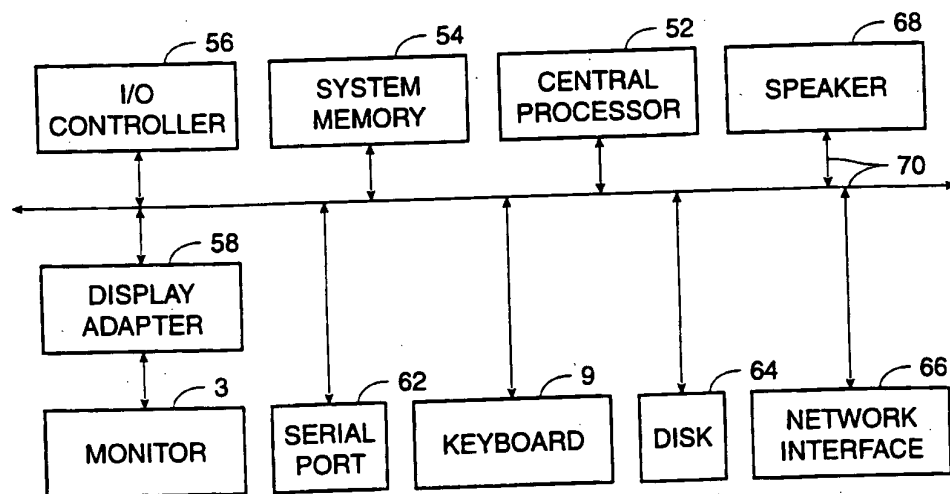 56
54
52
68
I/O
CONTROLLER
SYSTEM
MEMORY
CENTRAL
PROCESSOR
SPEAKER
70
58
DISPLAY
ADAPTER
3
62
9
64
66
MONITOR
SERIAL
PORT
KEYBOARD
DISK
NETWORK
INTERFACE